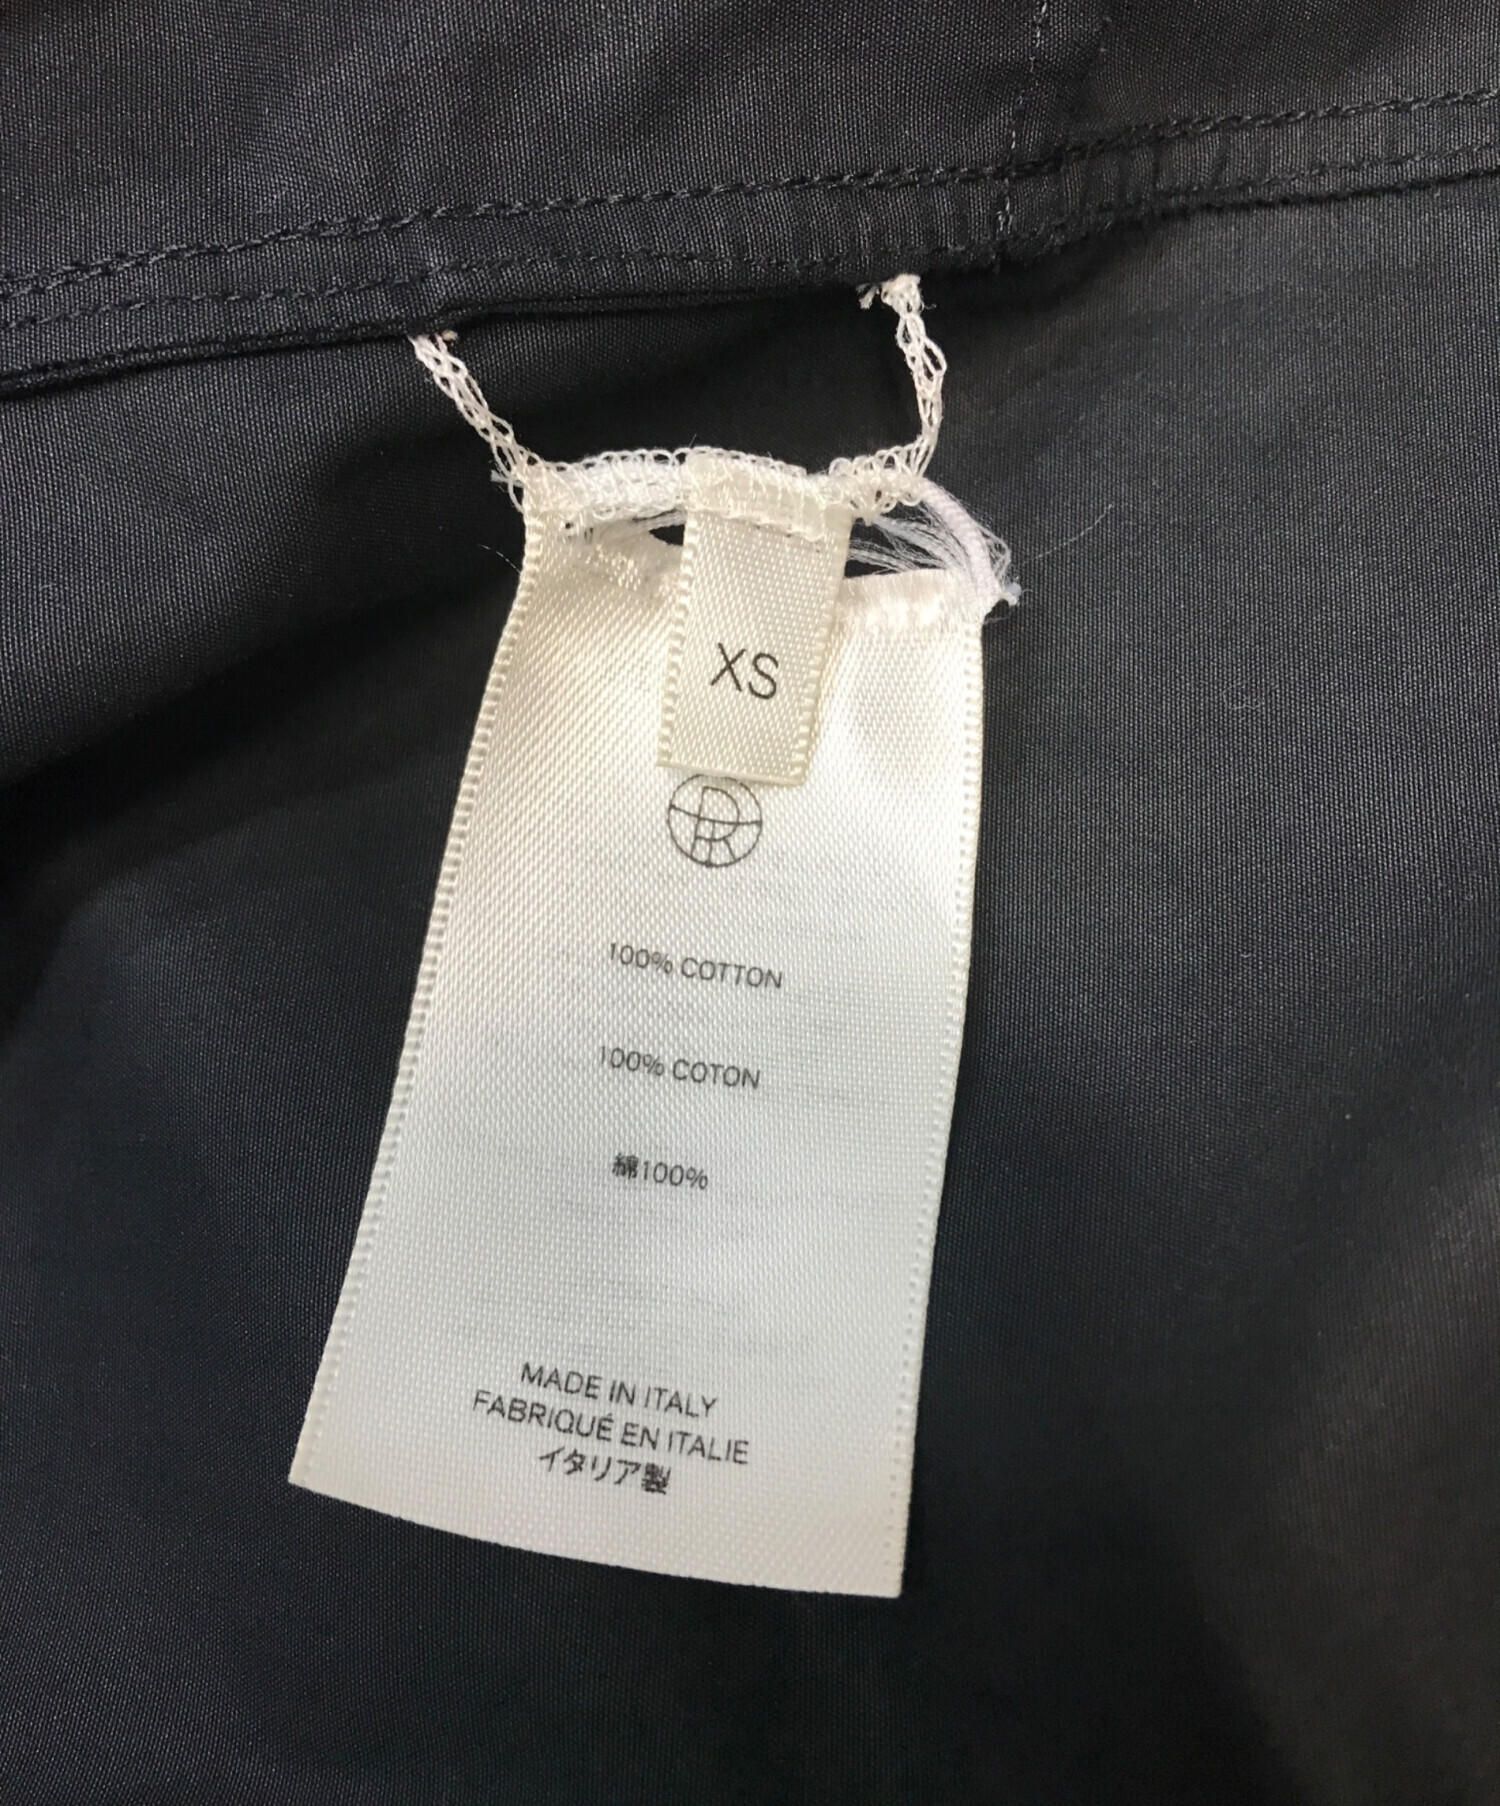 XS
100% COTTON
100% COTON
綿100%
MADE IN ITALY
FABRIQUÉ EN ITALIE
イタリア製